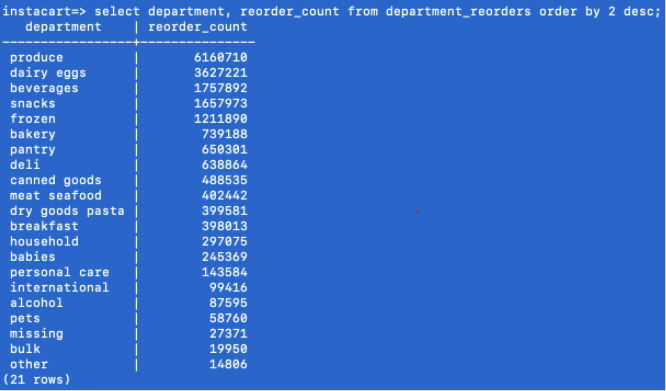 instacart=> select department, reorder_count from department_reorders order by 2 desc;
   department    | reorder_count
-----------------+---------------
 produce         |       6160710
 dairy eggs      |       3627221
 beverages       |       1757892
 snacks          |       1657973
 frozen          |       1211890
 bakery          |        739188
 pantry          |        650301
 deli            |        638864
 canned goods    |        488535
 meat seafood    |        402442
 dry goods pasta |        399581
 breakfast       |        398013
 household       |        297075
 babies          |        245369
 personal care   |        143584
 international   |         99416
 alcohol         |         87595
 pets            |         58760
 missing         |         27371
 bulk            |         19950
 other           |         14806
(21 rows)